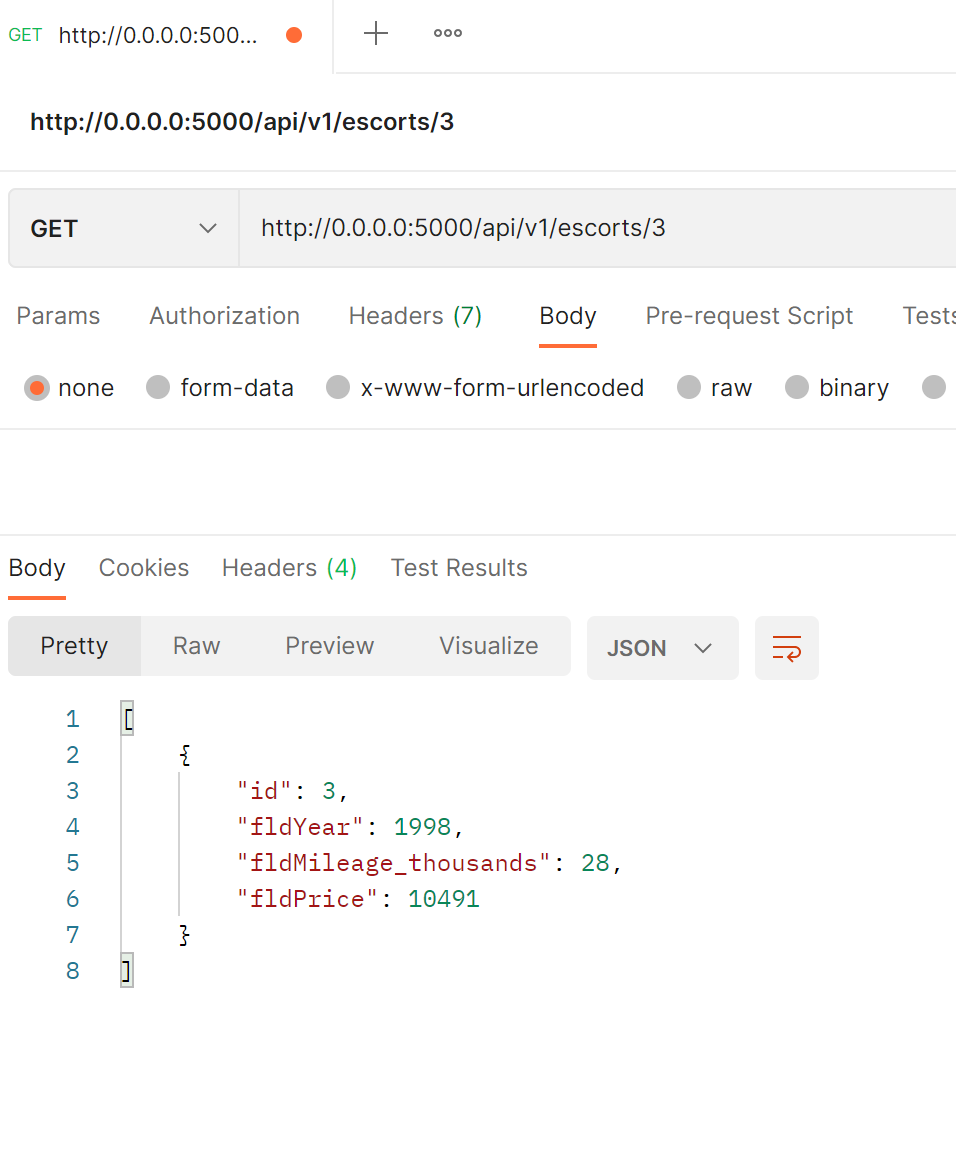 GET http://0.0.0.0:500...
http://0.0.0.0:5000/api/v1/escorts/3
GET http://0.0.0.0:5000/api/v1/escorts/3
Params Authorization Headers (7) Body Pre-request Script Tests
none form-data x-www-form-urlencoded raw binary
Body Cookies Headers (4) Test Results
Pretty Raw Preview Visualize JSON
1 [
2 {
3 "id": 3,
4 "fldYear": 1998,
5 "fldMileage_thousands": 28,
6 "fldPrice": 10491
7 }
8 ]